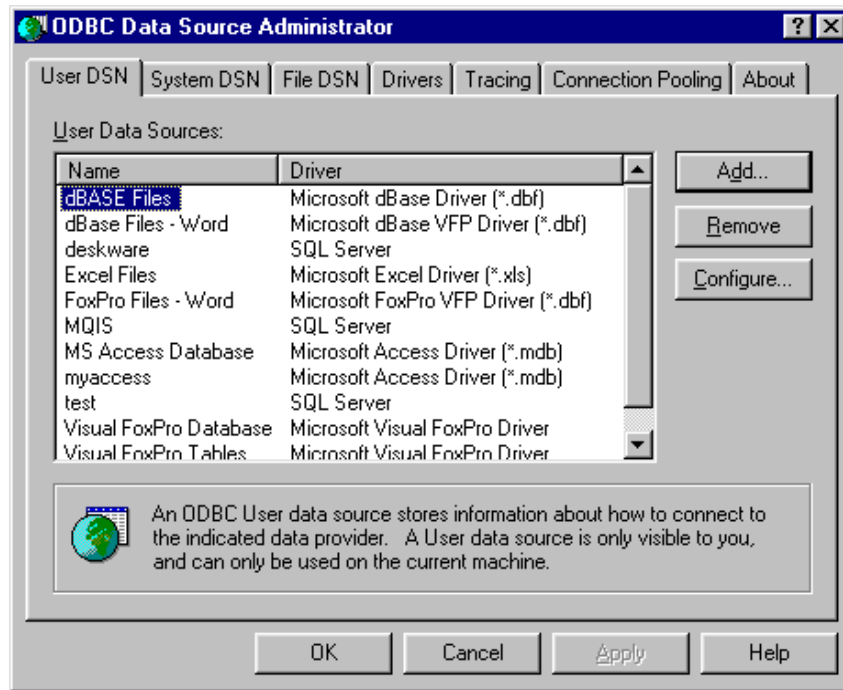 ODBC Data Source Administrator
User DSN System DSN File DSN Drivers Tracing Connection Pooling About
User Data Sources:
Name Driver
dBASE Files Microsoft dBase Driver (*.dbf)
dBase Files - Word Microsoft dBase VFP Driver (*.dbf)
deskware SQL Server
Excel Files Microsoft Excel Driver (*.xls)
FoxPro Files - Word Microsoft FoxPro VFP Driver (*.dbf)
MQIS SQL Server
MS Access Database Microsoft Access Driver (*.mdb)
myaccess Microsoft Access Driver (*.mdb)
test SQL Server
Visual FoxPro Database Microsoft Visual FoxPro Driver
Visual FoxPro Tables Microsoft Visual FoxPro Driver
Add...
Remove
Configure...
An ODBC User data source stores information about how to connect to
the indicated data provider. A User data source is only visible to you,
and can only be used on the current machine.
OK Cancel Apply Help